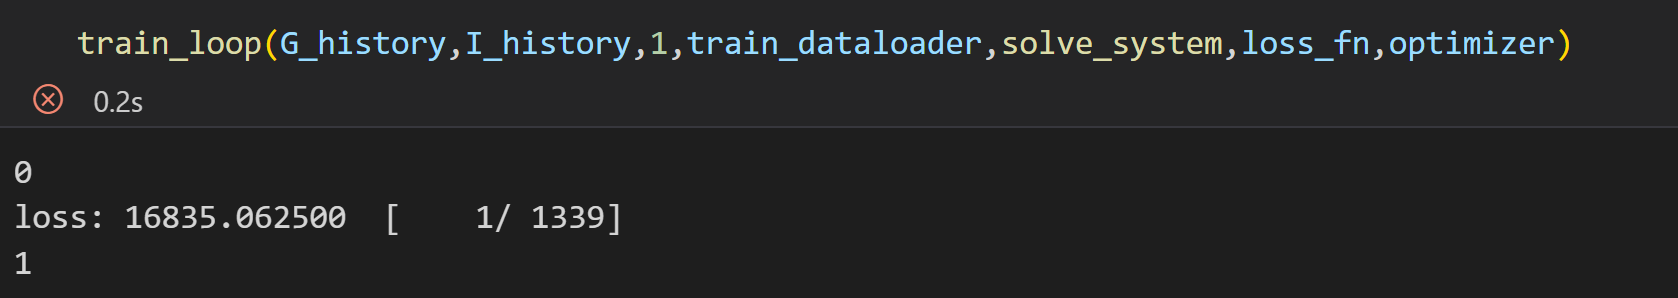 train_loop(G_history,I_history,1,train_dataloader,solve_system,loss_fn,optimizer)
0.2s
0
loss: 16835.062500  [    1/ 1339]
1